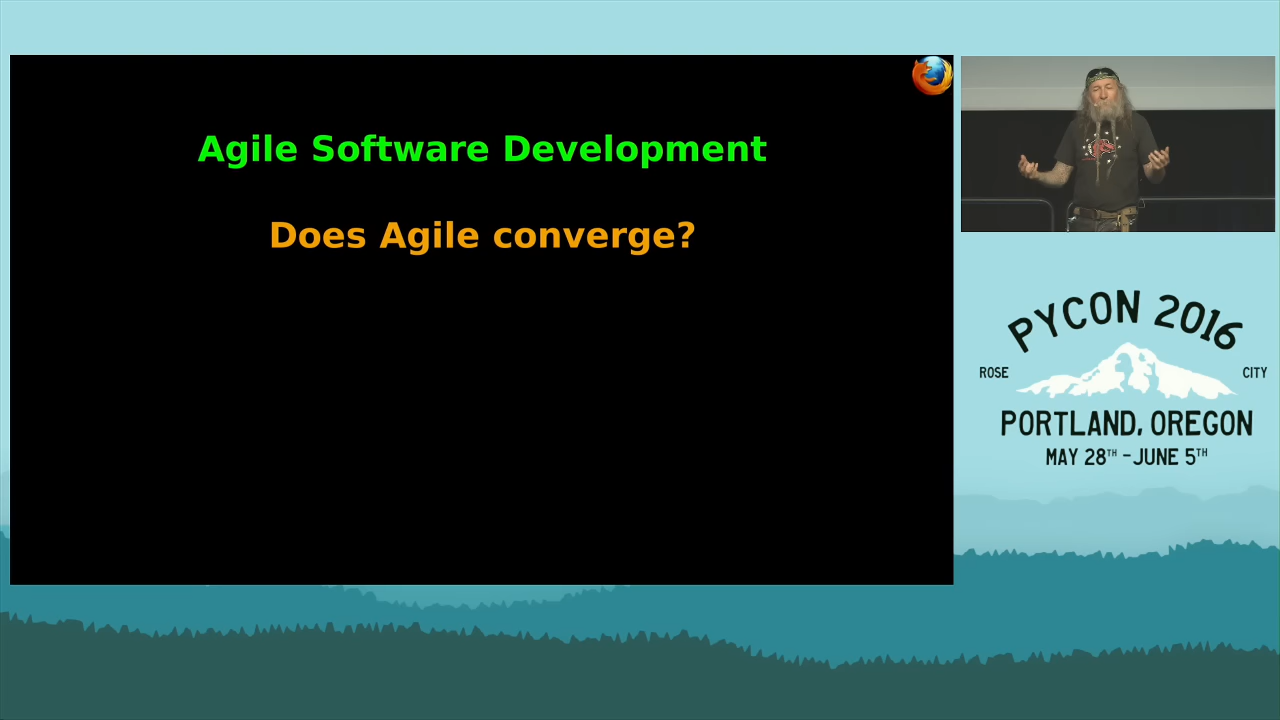 Agile Software Development
Does Agile converge?
PYCON 2016
ROSE CITY
PORTLAND, OREGON
MAY 28TH - JUNE 5TH